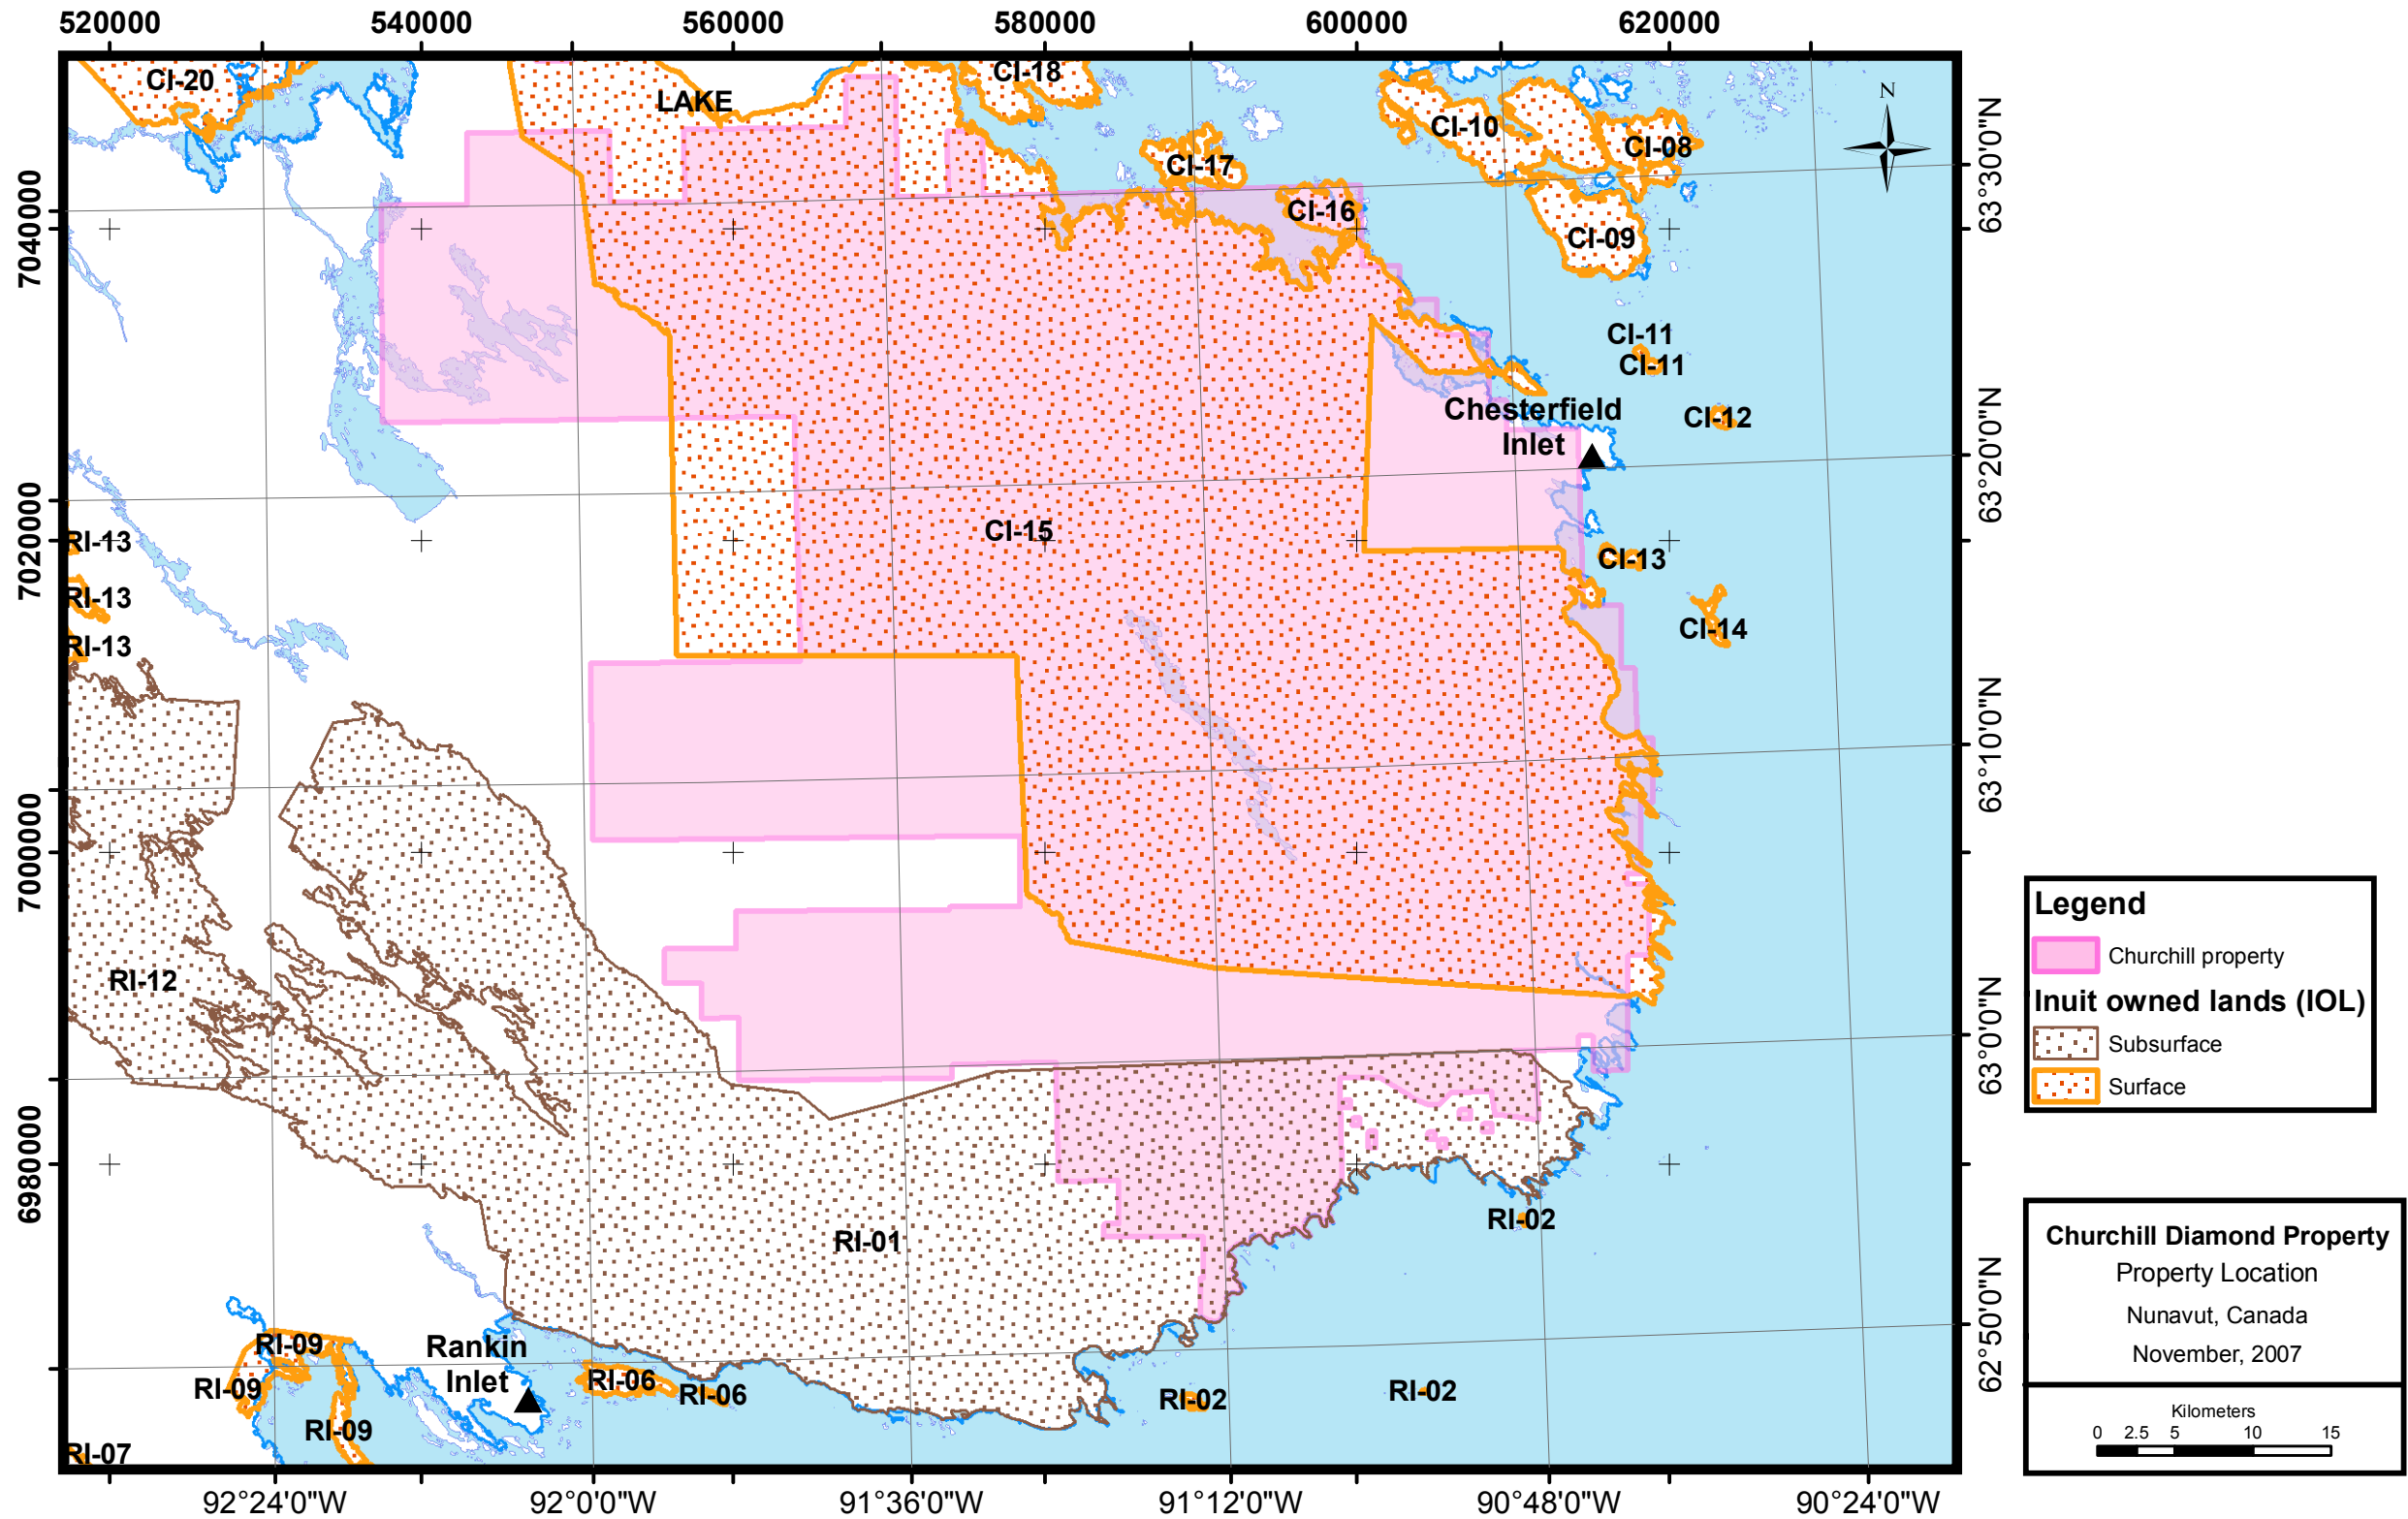 520000 540000 560000 580000 600000 620000
CI-20
LAKE
CI-18
CI-10
CI-08
CI-17
CI-16
CI-09
CI-11
CI-11
CI-12
Chesterfield
Inlet
CI-15
CI-13
CI-14
RI-13
RI-13
RI-13
RI-12
RI-01
RI-02
RI-09
RI-09
RI-09
Rankin
Inlet
RI-06
RI-06
RI-02
RI-02
RI-07
N
7040000
7020000
7000000
6980000
63°30'0"N
63°20'0"N
63°10'0"N
63°0'0"N
62°50'0"N
92°24'0"W 92°0'0"W 91°36'0"W 91°12'0"W 90°48'0"W 90°24'0"W
Legend
Churchill property
Inuit owned lands (IOL)
Subsurface
Surface
Churchill Diamond Property
Property Location
Nunavut, Canada
November, 2007
Kilometers
0 2.5 5 10 15